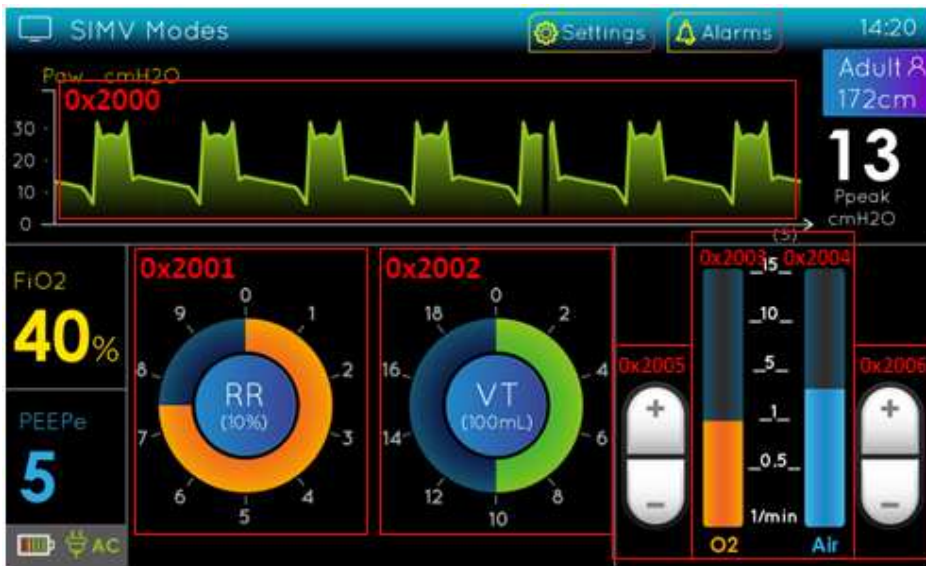 SIMV Modes
Settings
Alarms
14:20
Paw cmH2O
0x2000
30
20
10
0
(S)
Adult
172cm
13
Ppeak
cmH2O
FiO2
40%
PEEPe
5
AC
0x2001
0
1
2
3
4
5
6
7
8
9
RR
(10%)
0x2002
0
2
4
6
8
10
12
14
16
18
VT
(100mL)
0x2003
0x2004
15
10
5
1
0.5
1/min
O2
Air
0x2005
+
-
0x2006
+
-